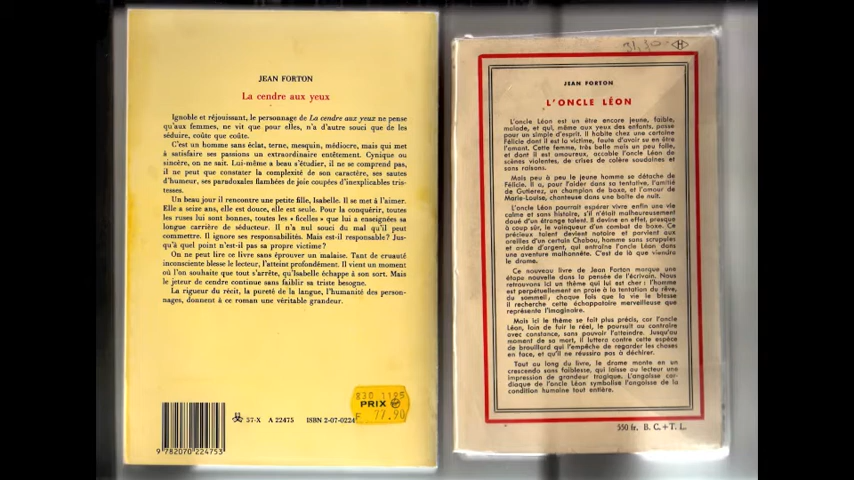 JEAN FORTON
La cendre aux yeux
Ignoble et réjouissant, le personnage de La cendre aux yeux ne pense
qu'aux femmes, ne vit que pour elles, n'a d'autre souci que de les
séduire, coûte que coûte.
C'est un homme sans éclat, terne, mesquin, médiocre, mais qui met
à satisfaire ses passions un extraordinaire entêtement. Cynique ou
sincère, on ne sait. Lui-même a beau s'étudier, il ne se comprend pas,
il ne peut que constater la complexité de son caractère, ses sautes
d'humeur, ses paradoxales flambées de joie coupées d'inexplicables tris-
tesses.
Un beau jour il rencontre une petite fille, Isabelle. Il se met à l'aimer.
Elle a seize ans, elle est douce, elle est seule. Pour la conquérir, toutes
les ruses lui sont bonnes, toutes les « ficelles » que lui a enseignées sa
longue carrière de séducteur. Il n'a nul souci du mal qu'il peut
commettre. Il ignore ses responsabilités. Mais est-il responsable? Jus-
qu'à quel point n'est-il pas sa propre victime?
On ne peut lire ce livre sans éprouver un malaise. Tant de cruauté
inconsciente blesse le lecteur, l'atteint profondément. Il vient un moment
où l'on souhaite que tout s'arrête, qu'Isabelle échappe à son sort. Mais
le jeteur de cendre continue sans faiblir sa triste besogne.
La rigueur du récit, la pureté de la langue, l'humanité des person-
nages, donnent à ce roman une véritable grandeur.
830 1195
PRIX
F 77.90
57-X A 22475 ISBN 2-07-0224
9 782070 224753
JEAN FORTON
L'ONCLE LÉON
L'oncle Léon est un être encore jeune, faible,
malade, et qui, même aux yeux des enfants, passe
pour un simple d'esprit. Il habite chez une certaine
Félicie dont il est la victime, faute d'avoir su en être
l'amant. Cette femme, très belle mais un peu folle,
et dont il est amoureux, accable l'oncle Léon de
scènes violentes, de crises de colère soudaines et
sans raisons.
Mais peu à peu le jeune homme se détache de
Félicie. Il a, pour l'aider dans sa tentative, l'amitié
de Gutierez, un champion de boxe, et l'amour de
Marie-Louise, chanteuse dans une boîte de nuit.
L'oncle Léon pourrait espérer vivre enfin une vie
calme et sans histoire, s'il n'était malheureusement
doué d'un étrange talent. Il devine en effet, presque
à coup sûr, le vainqueur d'un combat de boxe. Ce
précieux talent devient notoire et parvient aux
oreilles d'un certain Chabou, homme sans scrupules
et avide d'argent, qui entraîne l'oncle Léon dans
une aventure malhonnête. C'est de là que viendra
le drame.
Ce nouveau livre de Jean Forton marque une
étape nouvelle dans la pensée de l'écrivain. Nous
retrouvons ici un thème qui lui est cher : l'homme
est perpétuellement en proie à la tentation du rêve,
du sommeil, chaque fois que la vie le blesse
il recherche cette échappatoire merveilleuse que
représente l'imaginaire.
Mais ici le thème se fait plus précis, car l'oncle
Léon, loin de fuir le réel, le poursuit au contraire
avec constance, sans pouvoir l'atteindre. Jusqu'au
moment de sa mort, il luttera contre cette espèce
de brouillard qui l'empêche de regarder les choses
en face, et qu'il ne réussira pas à déchirer.
Tout au long du livre, le drame monte en un
crescendo sans faiblesse, qui laisse au lecteur une
impression de grandeur tragique. L'angoisse car-
diaque de l'oncle Léon symbolise l'angoisse de la
condition humaine tout entière.
550 fr. B. C. + T. L.